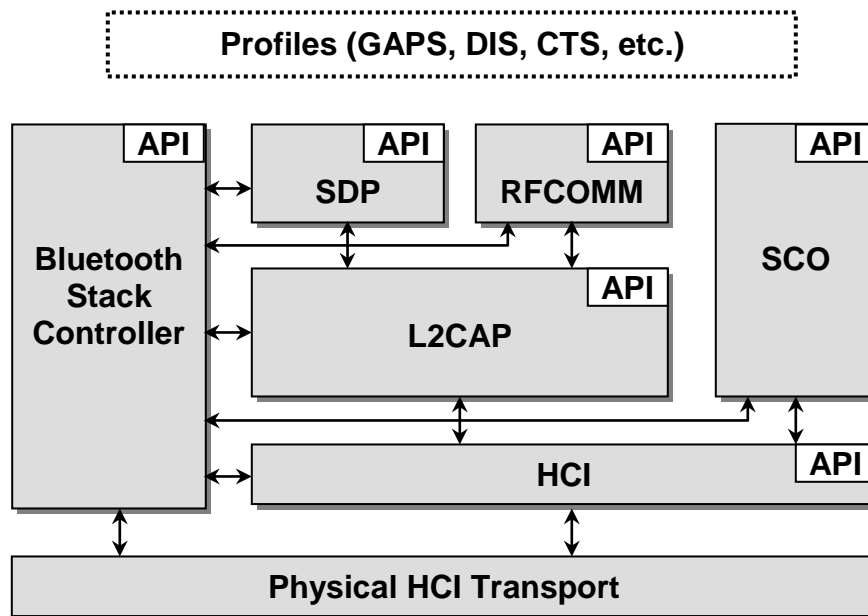 Profiles (GAPS, DIS, CTS, etc.)
API
API
API
API
SDP
RFCOMM
Bluetooth
Stack
Controller
SCO
API
L2CAP
API
HCI
Physical HCI Transport